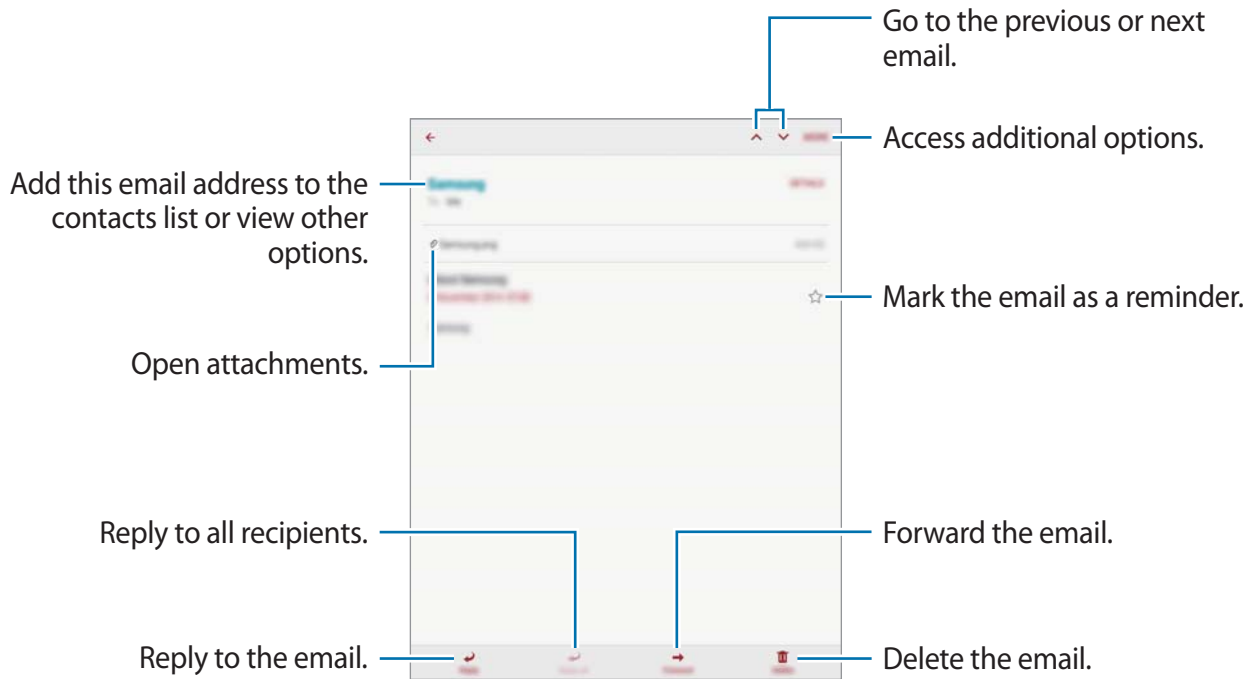 Go to the previous or next
email.
Access additional options.
Add this email address to the
contacts list or view other
options.
Samsung
Mark the email as a reminder.
Open attachments.
Reply to all recipients.
Forward the email.
Reply to the email.
Delete the email.